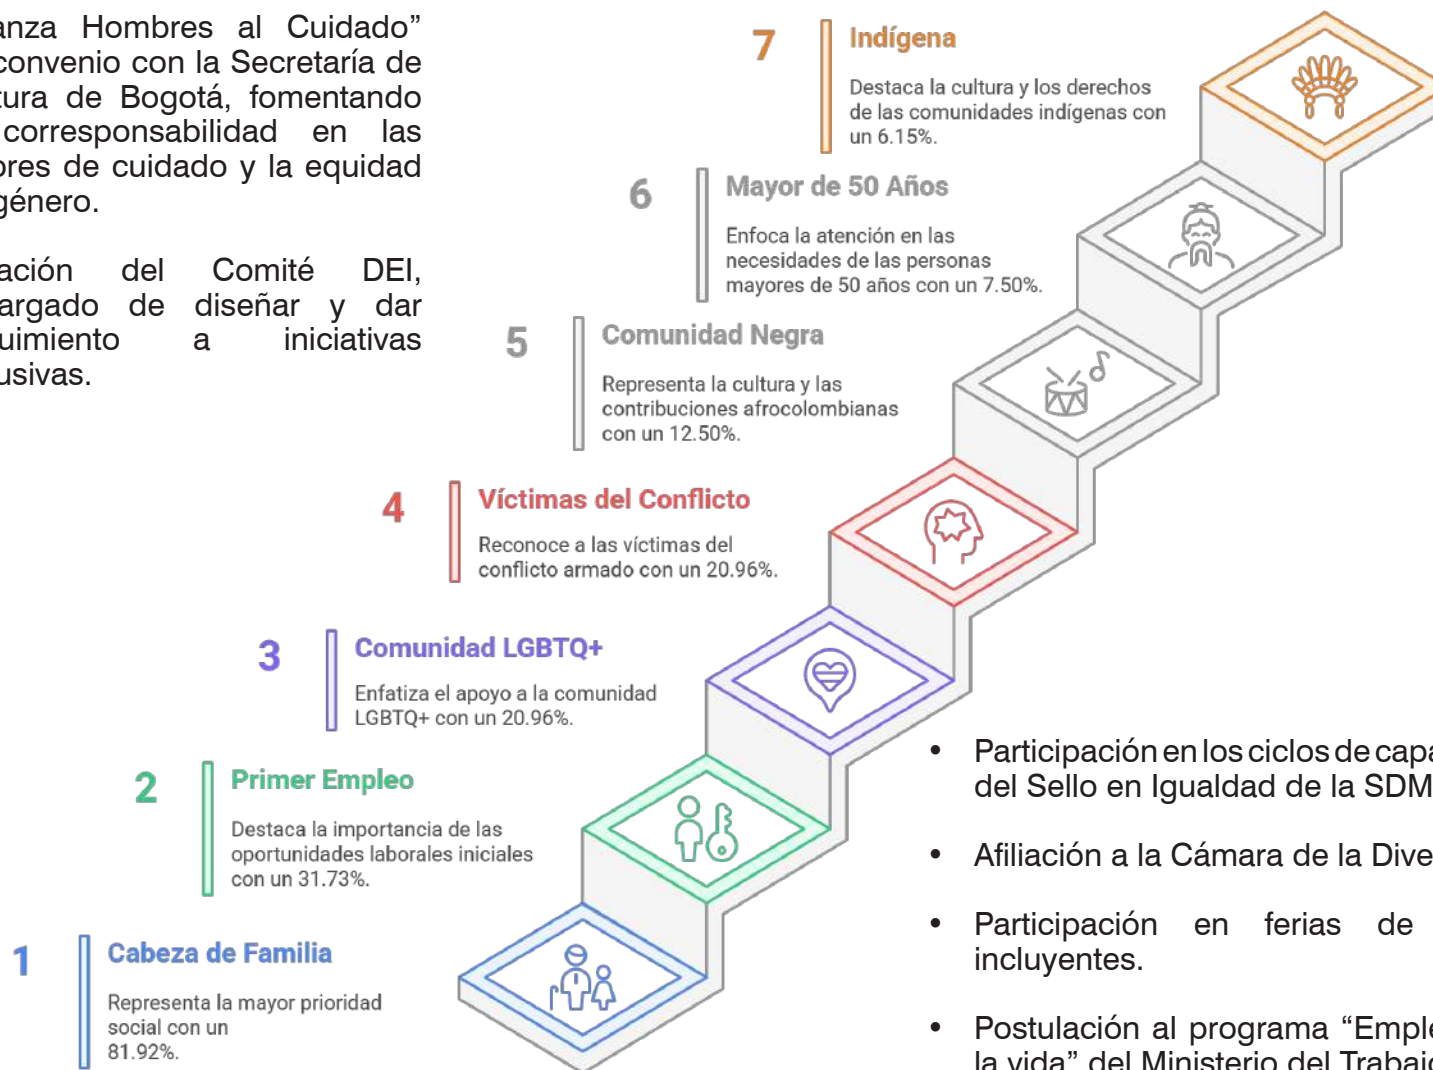 anza Hombres al Cuidado”
convenio con la Secretaría de
tura de Bogotá, fomentando
corresponsabilidad en las
ores de cuidado y la equidad
género.
ación del Comité DEI,
argado de diseñar y dar
uimiento a iniciativas
usivas.
7
Indígena
Destaca la cultura y los derechos
de las comunidades indígenas con
un 6.15%.
6
Mayor de 50 Años
Enfoca la atención en las
necesidades de las personas
mayores de 50 años con un 7.50%.
5
Comunidad Negra
Representa la cultura y las
contribuciones afrocolombianas
con un 12.50%.
4
Víctimas del Conflicto
Reconoce a las víctimas del
conflicto armado con un 20.96%.
3
Comunidad LGBTQ+
Enfatiza el apoyo a la comunidad
LGBTQ+ con un 20.96%.
2
Primer Empleo
Destaca la importancia de las
oportunidades laborales iniciales
con un 31.73%.
1
Cabeza de Familia
Representa la mayor prioridad
social con un
81.92%.
• Participación en los ciclos de capa
del Sello en Igualdad de la SDM
• Afiliación a la Cámara de la Dive
• Participación en ferias de
incluyentes.
• Postulación al programa “Emple
la vida” del Ministerio del Trabajo